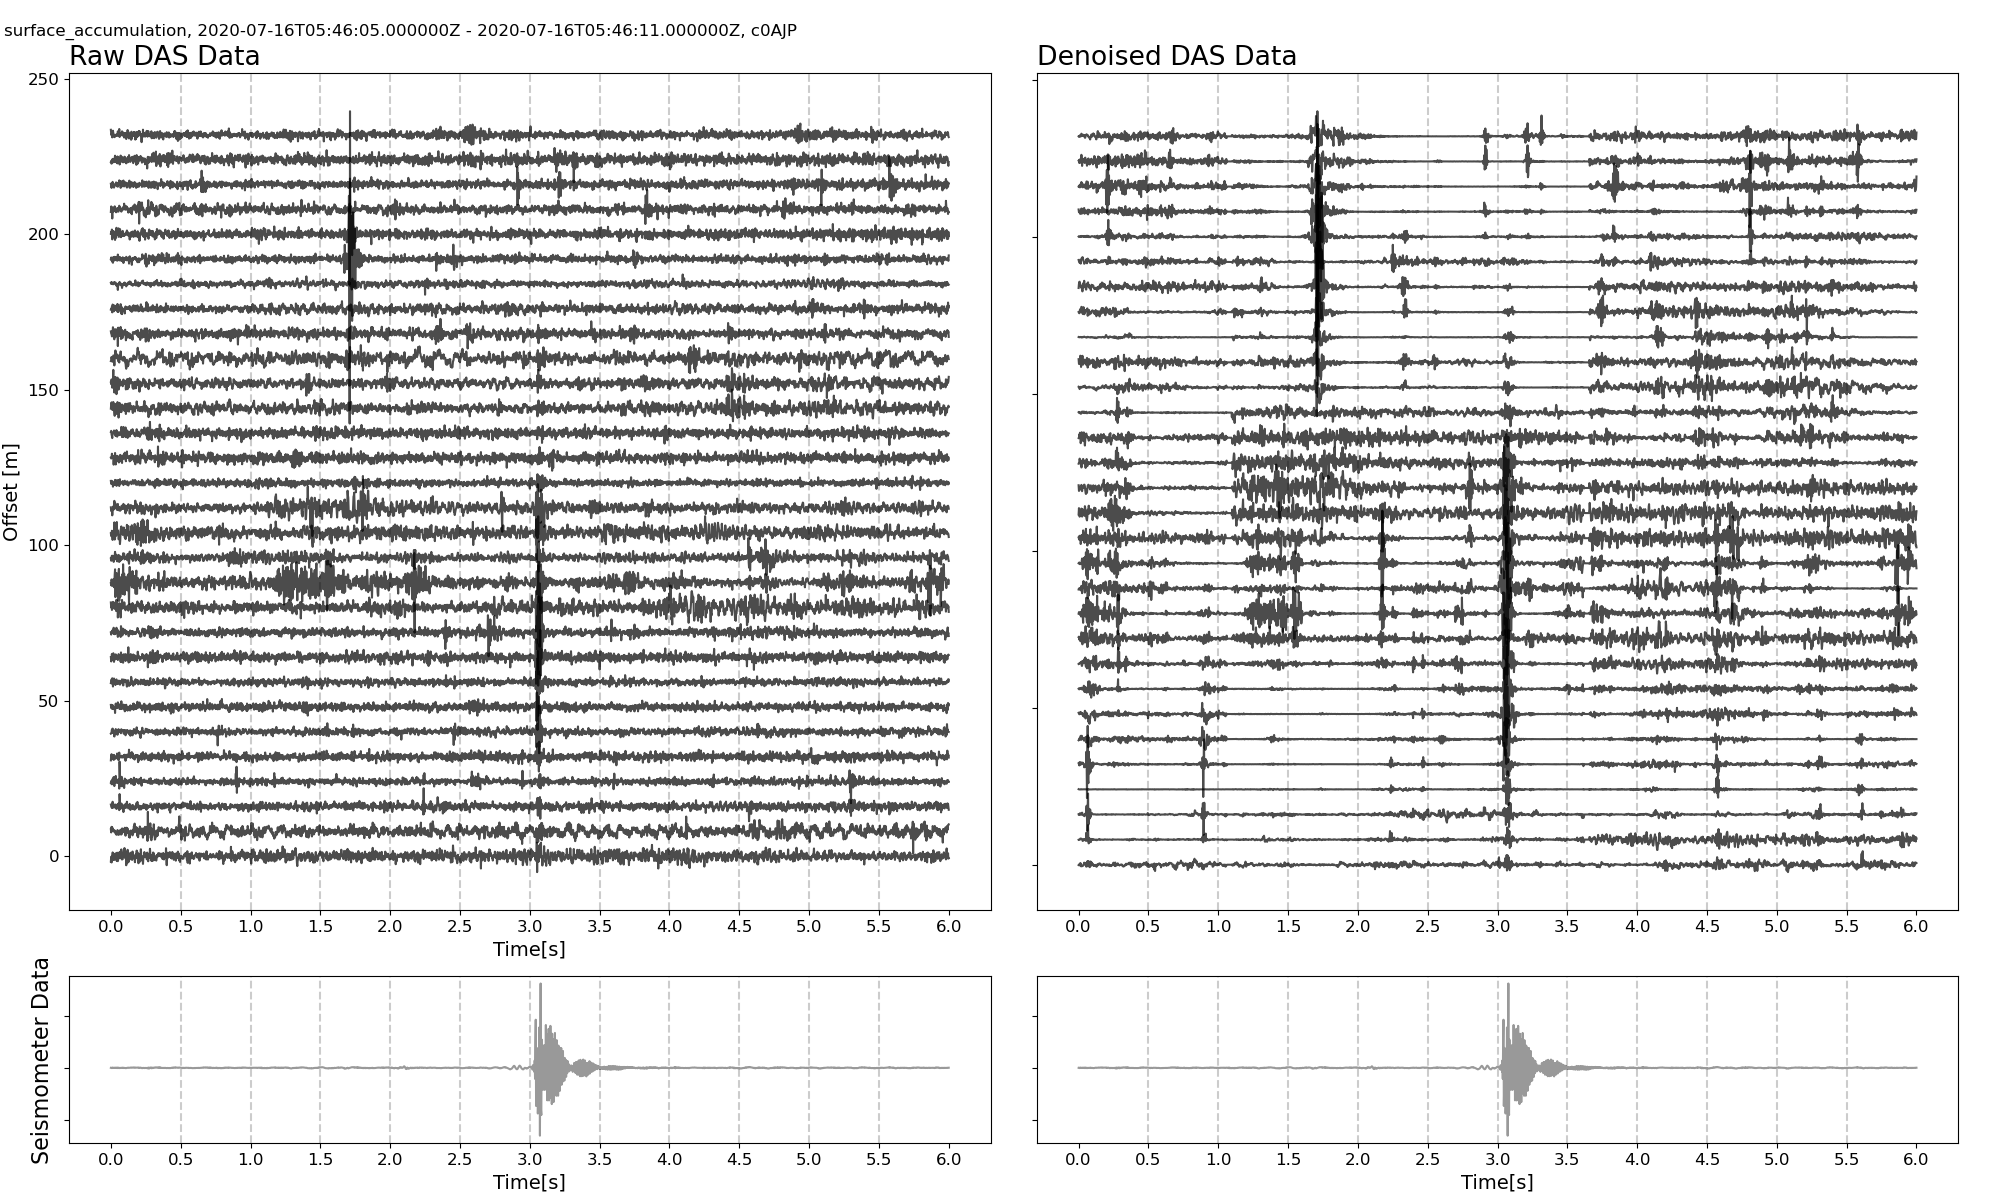 surface_accumulation, 2020-07-16T05:46:05.000000Z - 2020-07-16T05:46:11.000000Z, c0AJP
Raw DAS Data
Denoised DAS Data
Offset [m]
250
200
150
100
50
0
0.0 0.5 1.0 1.5 2.0 2.5 3.0 3.5 4.0 4.5 5.0 5.5 6.0
Time[s]
0.0 0.5 1.0 1.5 2.0 2.5 3.0 3.5 4.0 4.5 5.0 5.5 6.0
Seismometer Data
0.0 0.5 1.0 1.5 2.0 2.5 3.0 3.5 4.0 4.5 5.0 5.5 6.0
Time[s]
0.0 0.5 1.0 1.5 2.0 2.5 3.0 3.5 4.0 4.5 5.0 5.5 6.0
Time[s]